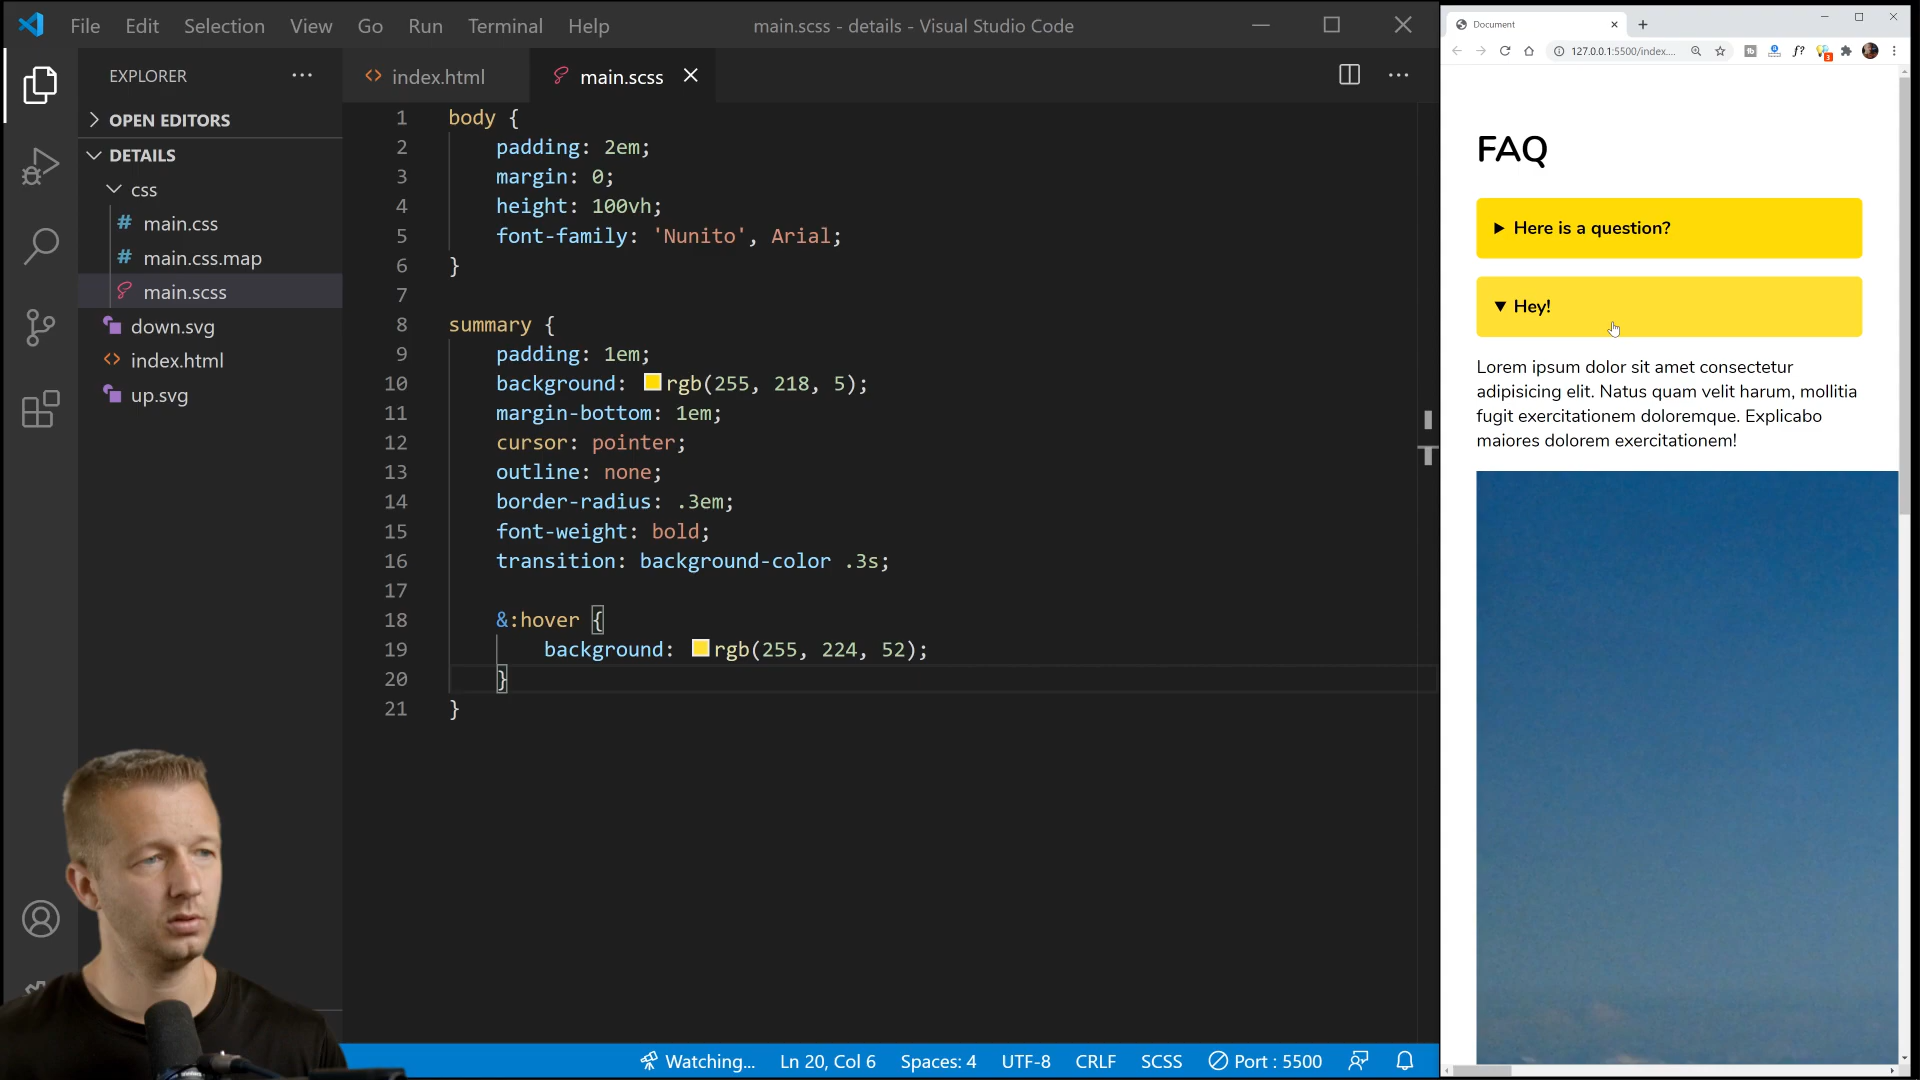 File Edit Selection View Go Run Terminal Help
main.scss - details - Visual Studio Code
EXPLORER
OPEN EDITORS
DETAILS
css
main.css
main.css.map
main.scss
down.svg
index.html
up.svg
index.html
main.scss
1 body {
2 padding: 2em;
3 margin: 0;
4 height: 100vh;
5 font-family: 'Nunito', Arial;
6 }
7
8 summary {
9 padding: 1em;
10 background: rgb(255, 218, 5);
11 margin-bottom: 1em;
12 cursor: pointer;
13 outline: none;
14 border-radius: .3em;
15 font-weight: bold;
16 transition: background-color .3s;
17
18 &:hover {
19 background: rgb(255, 224, 52);
20 }
21 }
Watching... Ln 20, Col 6 Spaces: 4 UTF-8 CRLF SCSS Port : 5500
Document
127.0.0.1:5500/index....
f?
3
FAQ
Here is a question?
Hey!
Lorem ipsum dolor sit amet consectetur
adipisicing elit. Natus quam velit harum, mollitia
fugit exercitationem doloremque. Explicabo
maiores dolorem exercitationem!